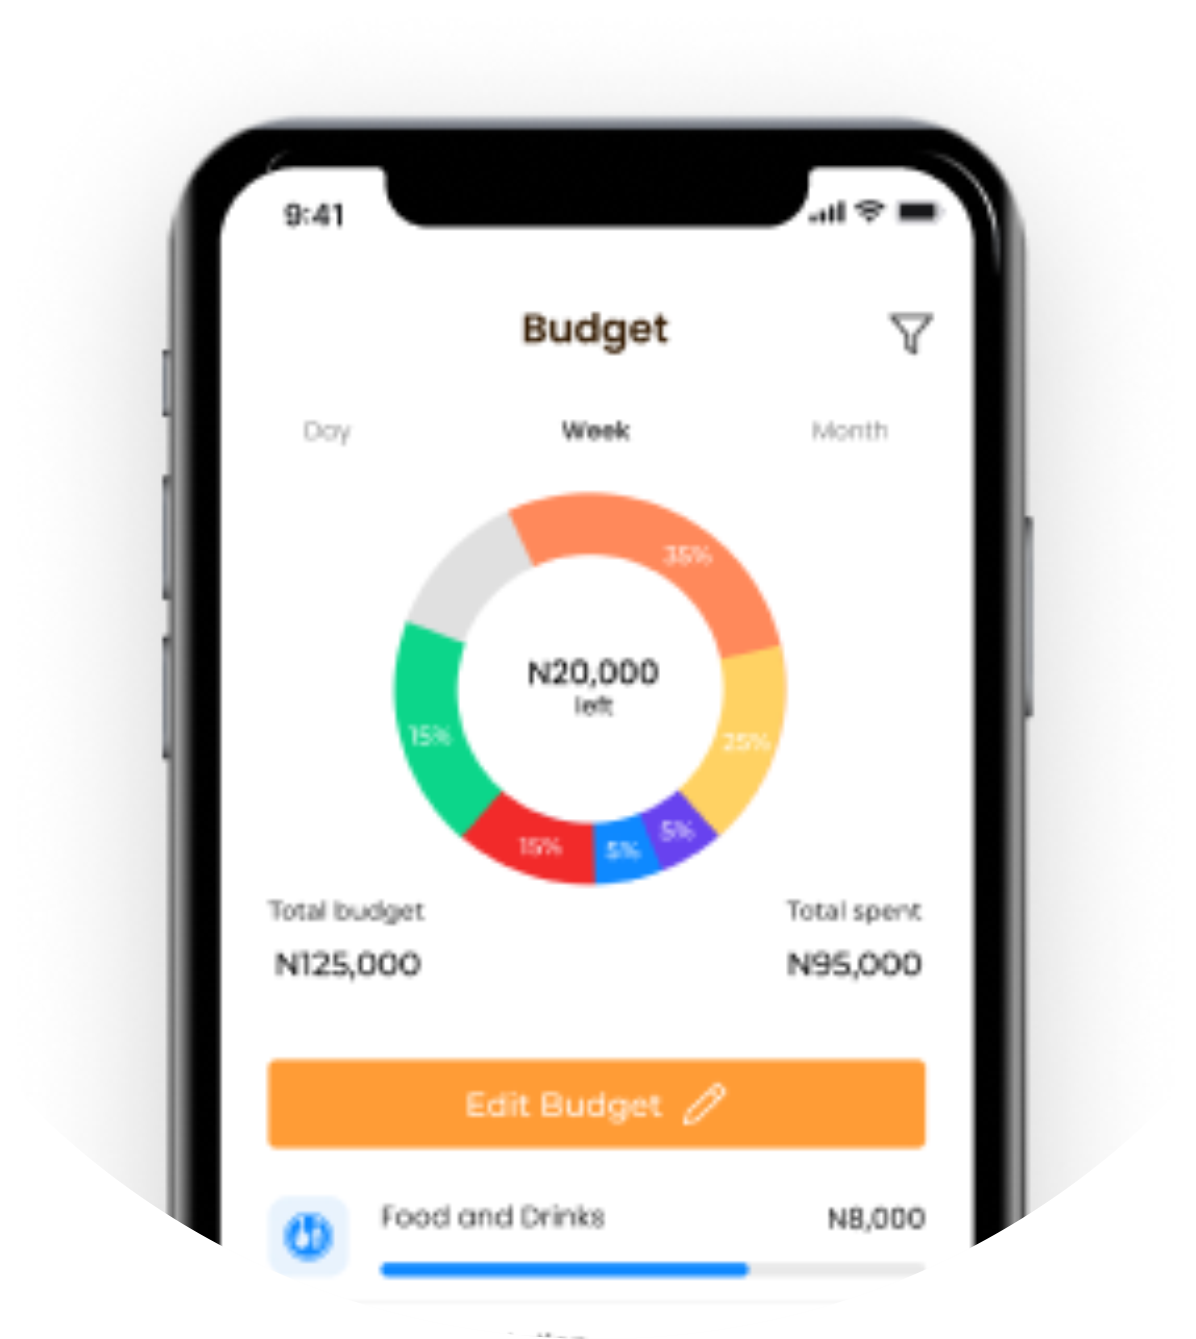 9:41
Budget
Day Week Month
35%
N20,000
left
15% 25%
15% 5% 5%
Total budget Total spent
N125,000 N95,000
Edit Budget
Food and Drinks N8,000